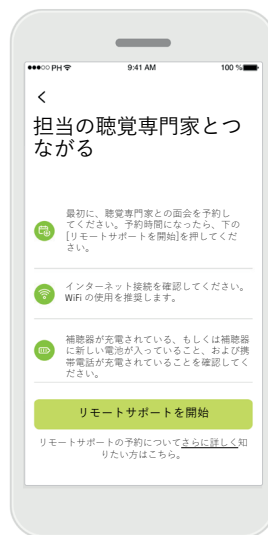 PH 9:41 AM 100 %
担当の聴覚専門家とつ
ながる
最初に、聴覚専門家との面会を予約し
てください。予約時間になったら、下の
[リモートサポートを開始]を押してくだ
さい。
インターネット接続を確認してください。
WiFi の使用を推奨します。
補聴器が充電されている、もしくは補聴器
に新しい電池が入っていること、および携
帯電話が充電されていることを確認してく
ださい。
リモートサポートを開始
リモートサポートの予約についてさらに詳しく知
りたい方はこちら。